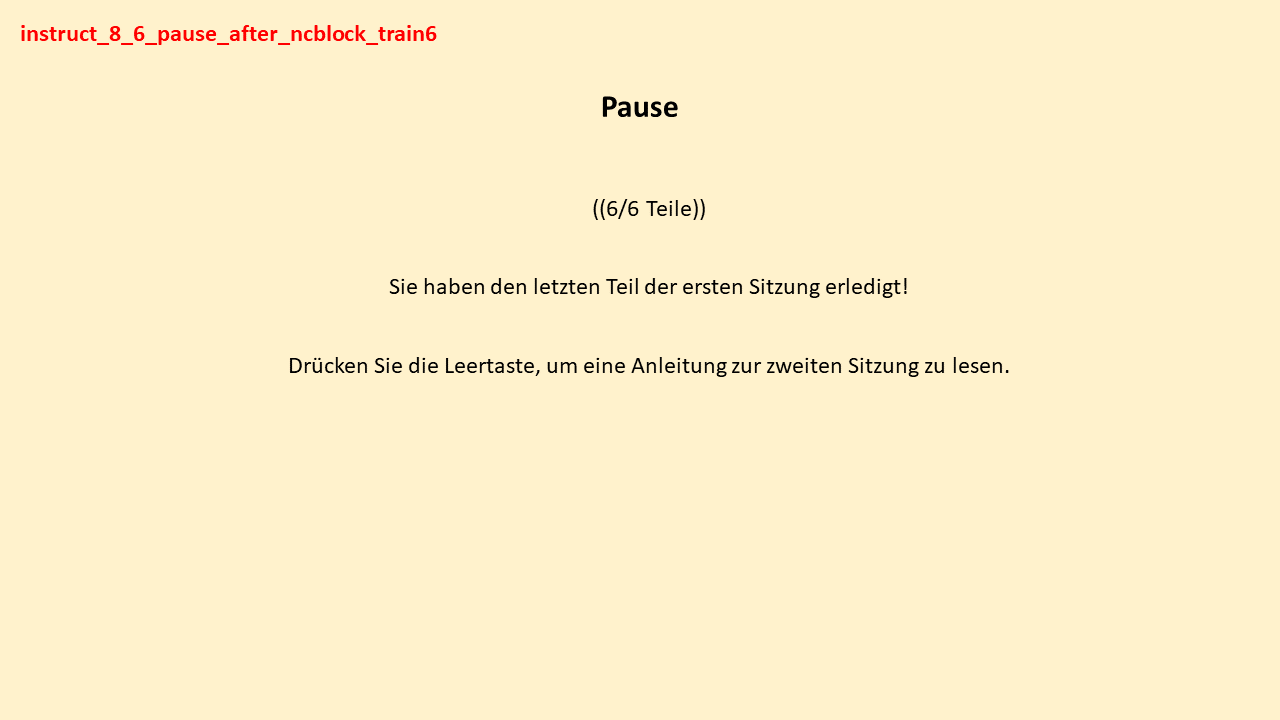 instruct_8_6_pause_after_ncblock_train6
Pause
((6/6 Teile))
Sie haben den letzten Teil der ersten Sitzung erledigt!
Drücken Sie die Leertaste, um eine Anleitung zur zweiten Sitzung zu lesen.